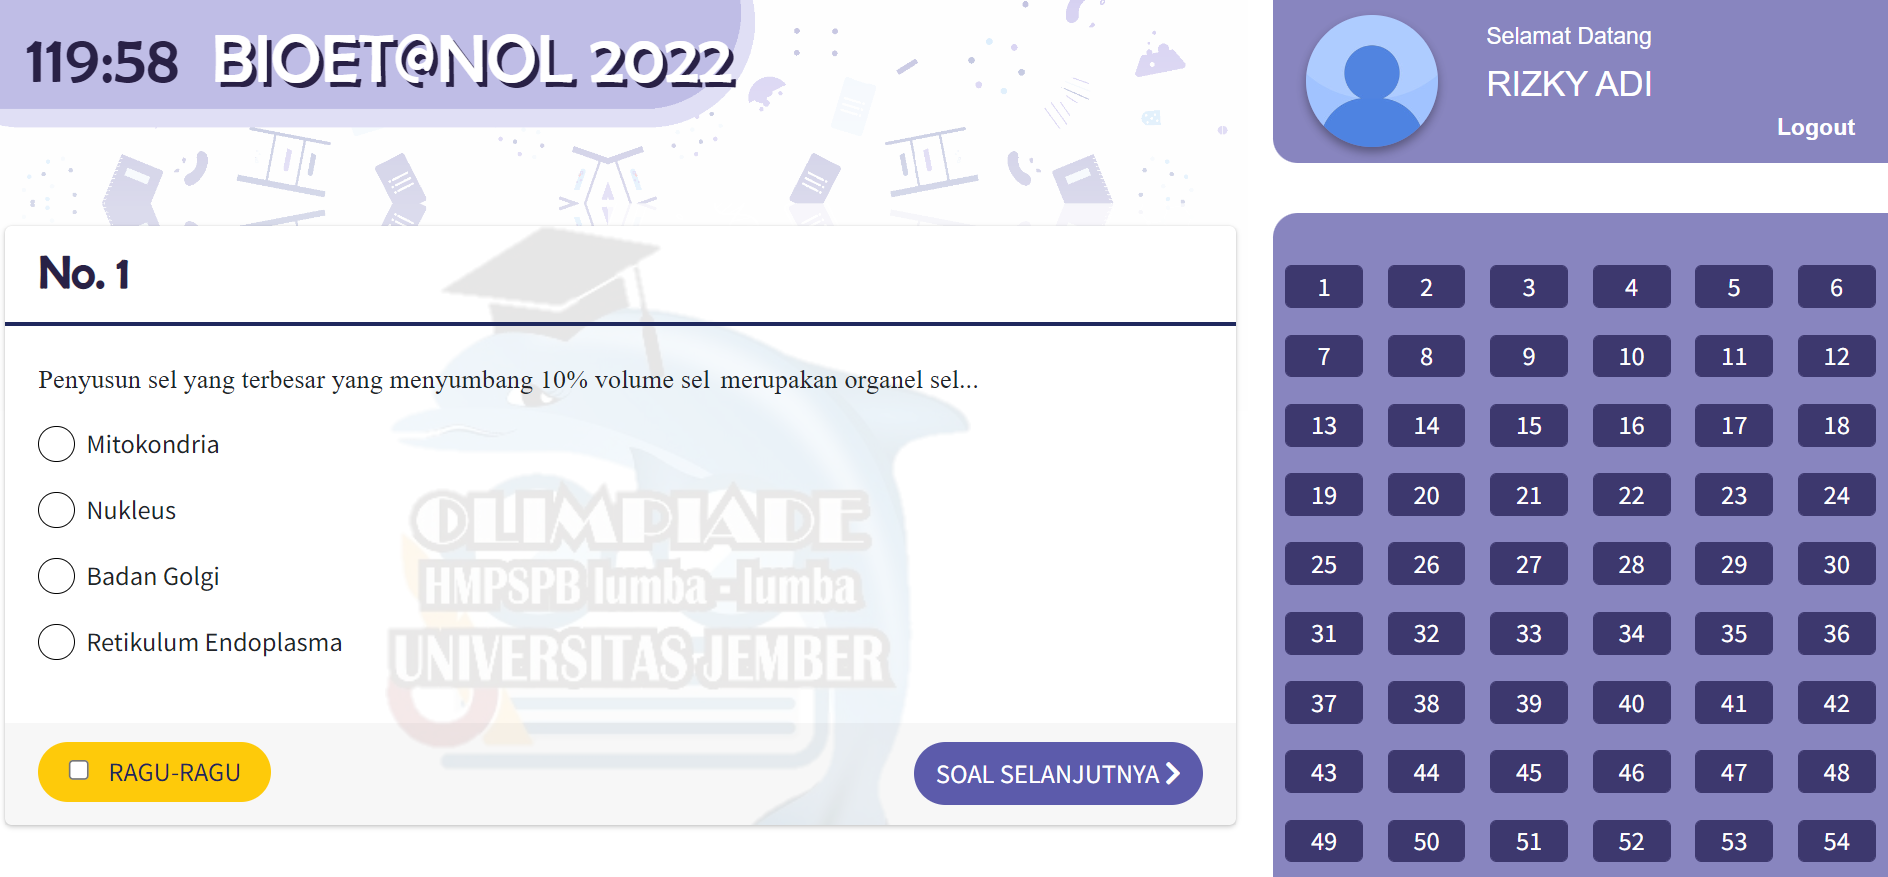 119:58 BIOET@NOL 2022
Selamat Datang
RIZKY ADI
Logout
No. 1
Penyusun sel yang terbesar yang menyumbang 10% volume sel merupakan organel sel...
Mitokondria
Nukleus
Badan Golgi
Retikulum Endoplasma
OLIMPIADE
HMPSPB lumba - lumba
UNIVERSITAS JEMBER
RAGU-RAGU
SOAL SELANJUTNYA
1 2 3 4 5 6
7 8 9 10 11 12
13 14 15 16 17 18
19 20 21 22 23 24
25 26 27 28 29 30
31 32 33 34 35 36
37 38 39 40 41 42
43 44 45 46 47 48
49 50 51 52 53 54